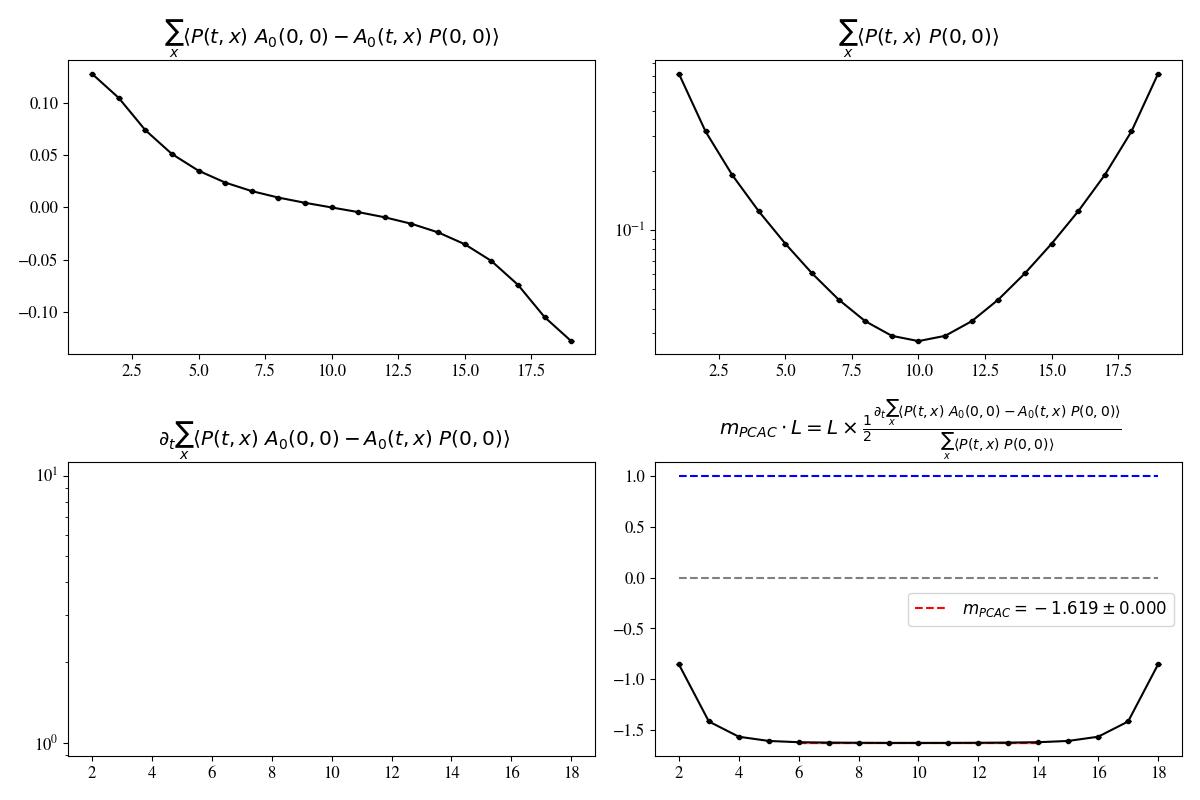 ∑ₓ⟨P(t, x) A₀(0, 0) − A₀(t, x) P(0, 0)⟩
0.10
0.05
0.00
−0.05
−0.10
2.5 5.0 7.5 10.0 12.5 15.0 17.5
∑ₓ⟨P(t, x) P(0, 0)⟩
10⁻¹
2.5 5.0 7.5 10.0 12.5 15.0 17.5
∂ₜ∑ₓ⟨P(t, x) A₀(0, 0) − A₀(t, x) P(0, 0)⟩
10¹
10⁰
2 4 6 8 10 12 14 16 18
m_PCAC · L = L × 1/2 ∂ₜ∑ₓ⟨P(t, x) A₀(0, 0) − A₀(t, x) P(0, 0)⟩ / ∑ₓ⟨P(t, x) P(0, 0)⟩
1.0
0.5
0.0
−0.5
−1.0
−1.5
m_PCAC = −1.619 ± 0.000
2 4 6 8 10 12 14 16 18